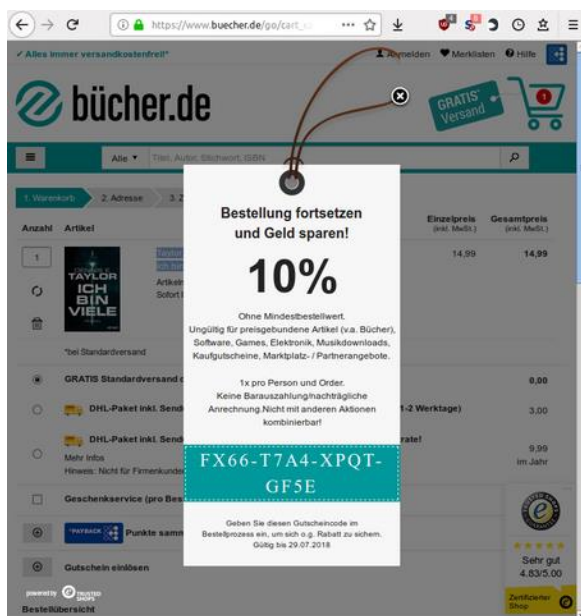 https://www.buecher.de/go/cart_
✓ Alles immer versandkostenfrei!*
Anmelden Merklisten Hilfe
bücher.de
GRATIS
Versand
1
Alle
Titel, Autor, Stichwort, ISBN
1. Warenkorb 2. Adresse
Anzahl Artikel
Einzelpreis Gesamtpreis
(inkl. MwSt.) (inkl. MwSt.)
1
14,99 14,99
TAYLOR
ICH
BIN
VIELE
*bei Standardversand
GRATIS Standardversand
0,00
DHL-Paket inkl.
1-2 Werktage)
3,00
DHL-Paket inkl.
Mehr Infos
9,99
im Jahr
Hinweis: Nicht für
Geschenkservice (pro
PAYBACK Punkte
Gutschein einlösen
powered by TRUSTED
SHOPS
Bestellübersicht
Bestellung fortsetzen
und Geld sparen!
10%
Ohne Mindestbestellwert.
Ungültig für preisgebundene Artikel (v.a. Bücher),
Software, Games, Elektronik, Musikdownloads,
Kaufgutscheine, Marktplatz- / Partnerangebote.
1x pro Person und Order.
Keine Barauszahlung/nachträgliche
Anrechnung.Nicht mit anderen Aktionen
kombinierbar!
FX66-T7A4-XPQT-
GF5E
Geben Sie diesen Gutscheincode im
Bestellprozess ein, um sich o.g. Rabatt zu sichern.
Gültig bis 29.07.2018
Sehr gut
4.83/5.00
Zertifizierter
Shop